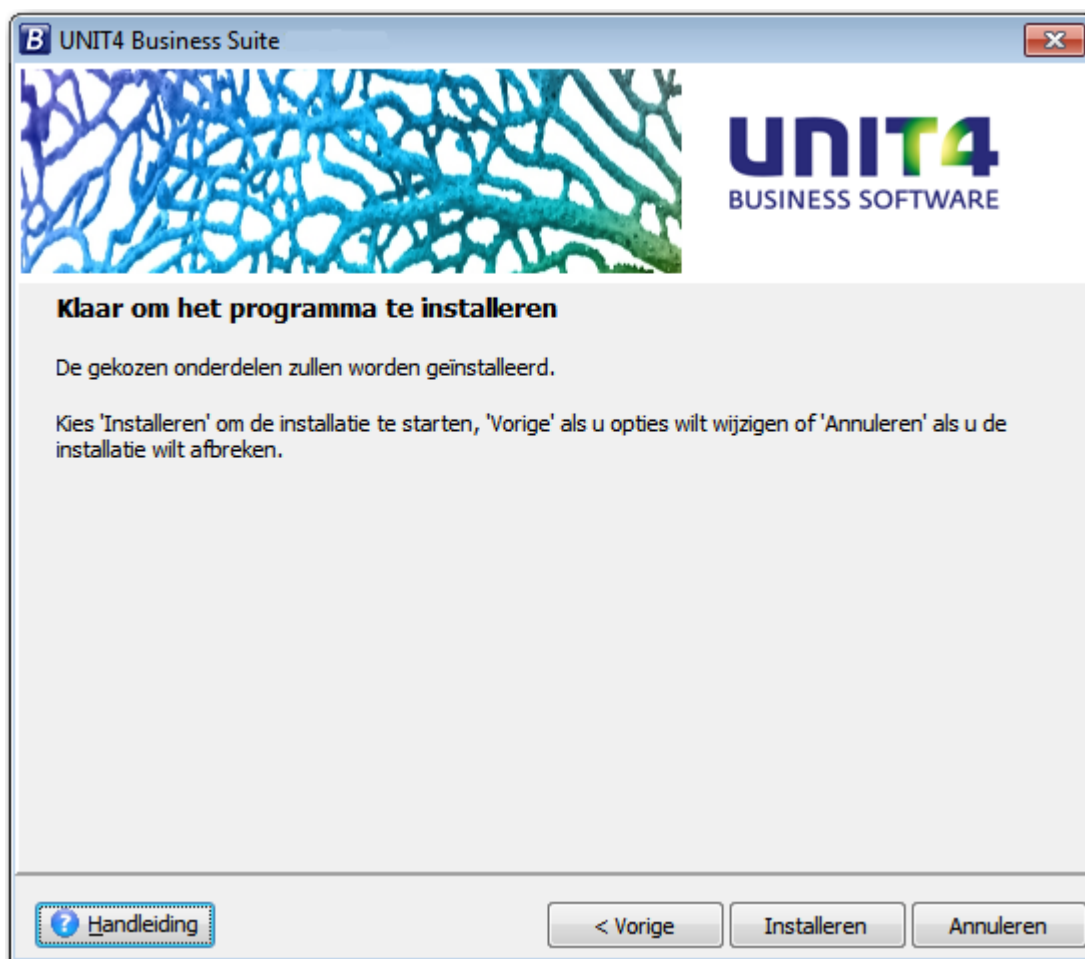 B UNIT4 Business Suite
UNIT4
BUSINESS SOFTWARE
Klaar om het programma te installeren
De gekozen onderdelen zullen worden geïnstalleerd.
Kies 'Installeren' om de installatie te starten, 'Vorige' als u opties wilt wijzigen of 'Annuleren' als u de
installatie wilt afbreken.
? Handleiding
< Vorige
Installeren
Annuleren